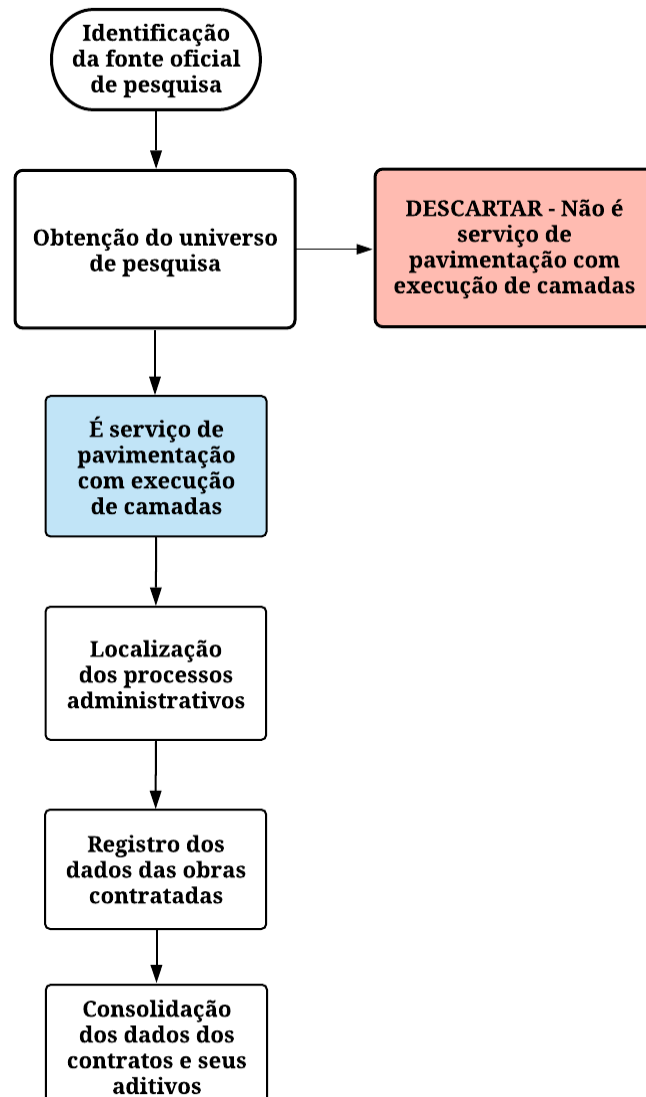 Identificação
da fonte oficial
de pesquisa
Obtenção do universo
de pesquisa
DESCARTAR - Não é
serviço de
pavimentação com
execução de camadas
É serviço de
pavimentação
com execução
de camadas
Localização
dos processos
administrativos
Registro dos
dados das obras
contratadas
Consolidação
dos dados dos
contratos e seus
aditivos